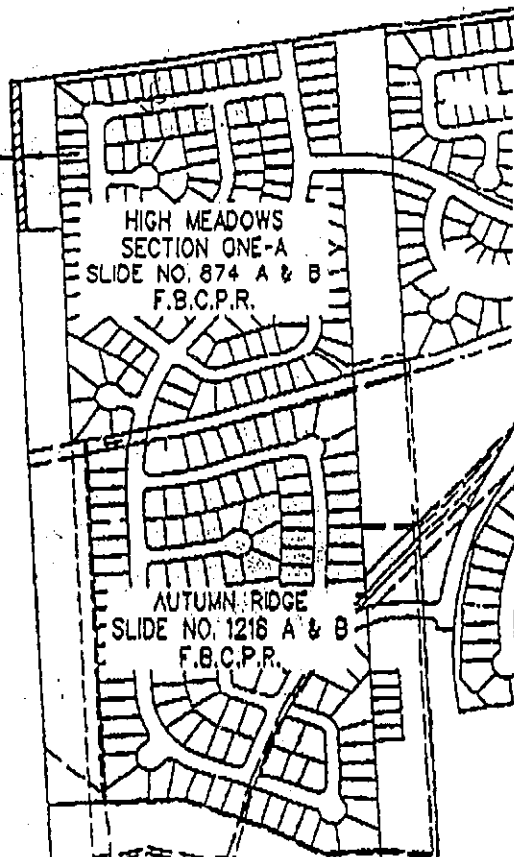 HIGH MEADOWS
SECTION ONE-A
SLIDE NO. 874 A & B
F.B.C.P.R.
AUTUMN RIDGE
SLIDE NO. 1216 A & B
F.B.C.P.R.